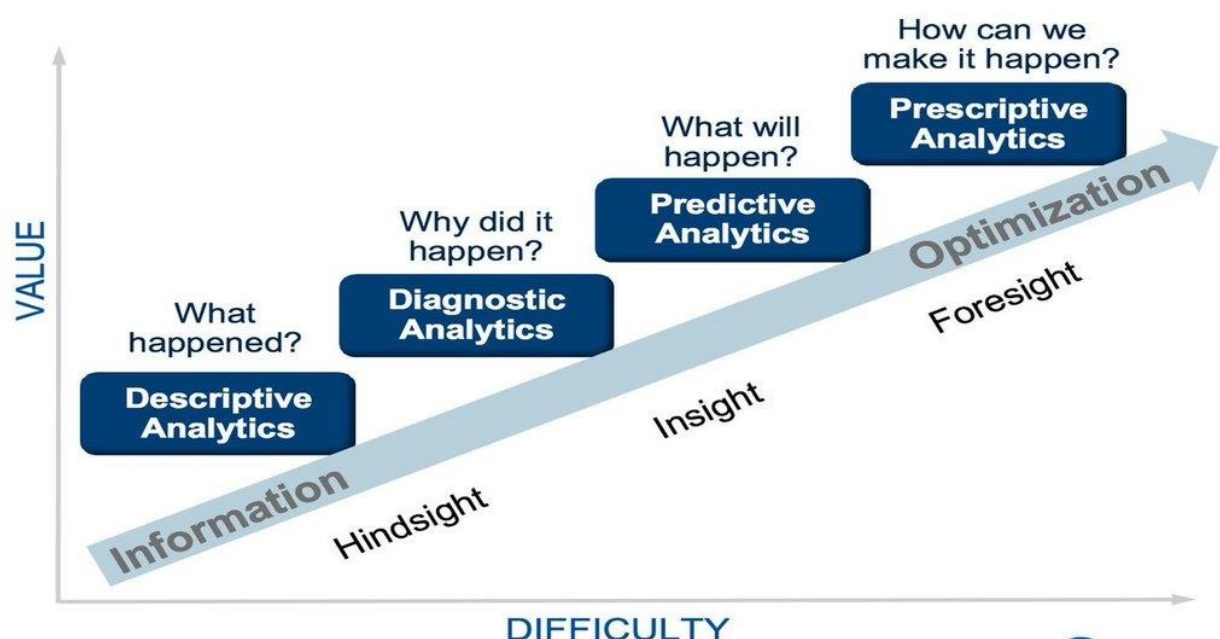 How can we
make it happen?
Prescriptive
Analytics
What will
happen?
Predictive
Analytics
Why did it
happen?
Diagnostic
Analytics
What
happened?
Descriptive
Analytics
VALUE
Information
Optimization
Hindsight
Insight
Foresight
DIFFICULTY